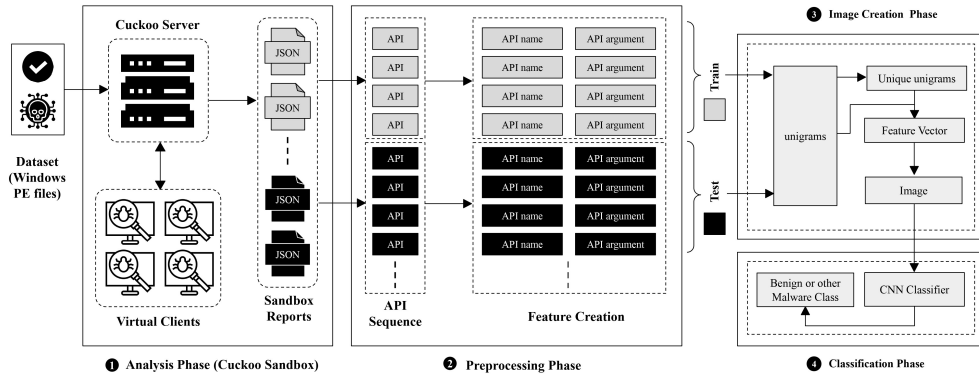 Cuckoo Server
Dataset
(Windows
PE files)
Virtual Clients
JSON
JSON
JSON
JSON
Sandbox
Reports
1 Analysis Phase (Cuckoo Sandbox)
API
API
API
API
API
API
API
API
API
Sequence
API name API argument
API name API argument
API name API argument
API name API argument
API name API argument
API name API argument
API name API argument
API name API argument
Feature Creation
2 Preprocessing Phase
Train
Test
3 Image Creation Phase
unigrams
Unique unigrams
Feature Vector
Image
Benign or other
Malware Class
CNN Classifier
4 Classification Phase